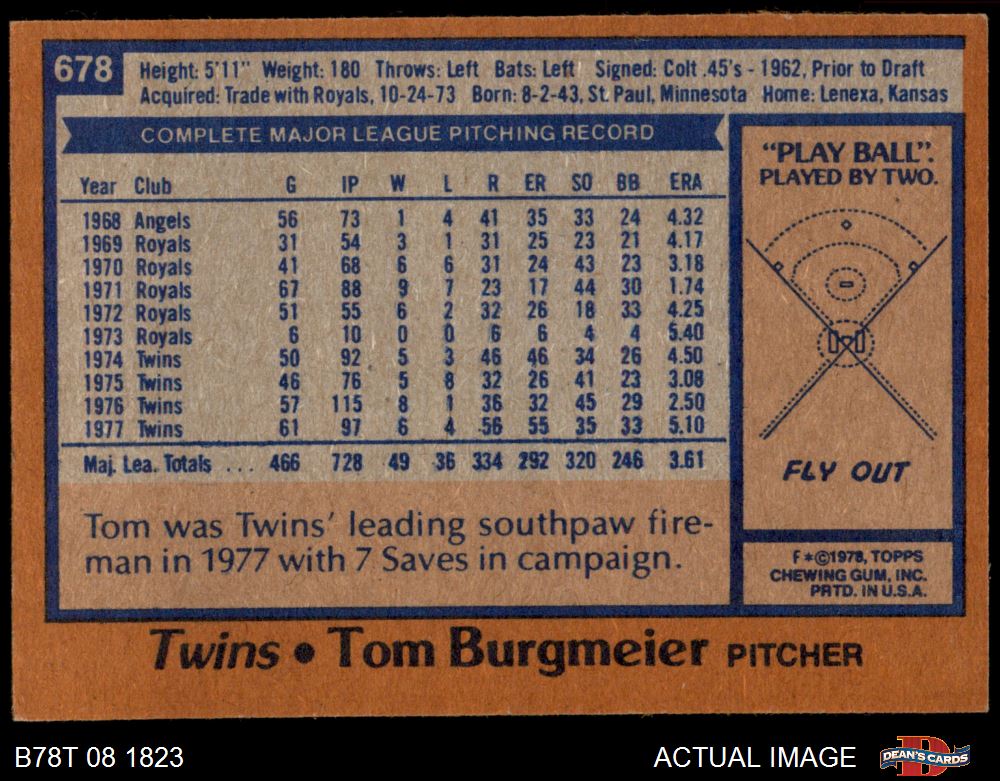 678
Height: 5'11" Weight: 180 Throws: Left Bats: Left Signed: Colt .45's - 1962, Prior to Draft
Acquired: Trade with Royals, 10-24-73 Born: 8-2-43, St. Paul, Minnesota Home: Lenexa, Kansas
COMPLETE MAJOR LEAGUE PITCHING RECORD
Year Club G IP W L R ER SO BB ERA
1968 Angels 56 73 1 4 41 35 33 24 4.32
1969 Royals 31 54 3 1 31 25 23 21 4.17
1970 Royals 41 68 6 6 31 24 43 23 3.18
1971 Royals 67 88 9 7 23 17 44 30 1.74
1972 Royals 51 55 6 2 32 26 18 33 4.25
1973 Royals 6 10 0 0 6 6 4 4 5.40
1974 Twins 50 92 5 3 46 46 34 26 4.50
1975 Twins 46 76 5 8 32 26 41 23 3.08
1976 Twins 57 115 8 1 36 32 45 29 2.50
1977 Twins 61 97 6 4 56 55 35 33 5.10
Maj. Lea. Totals ... 466 728 49 36 334 292 320 246 3.61
Tom was Twins' leading southpaw fire-
man in 1977 with 7 Saves in campaign.
"PLAY BALL".
PLAYED BY TWO.
FLY OUT
F*©1978, TOPPS
CHEWING GUM, INC.
PRTD. IN U.S.A.
Twins • Tom Burgmeier PITCHER
B78T 08 1823
ACTUAL IMAGE
D
DEAN'S CARDS